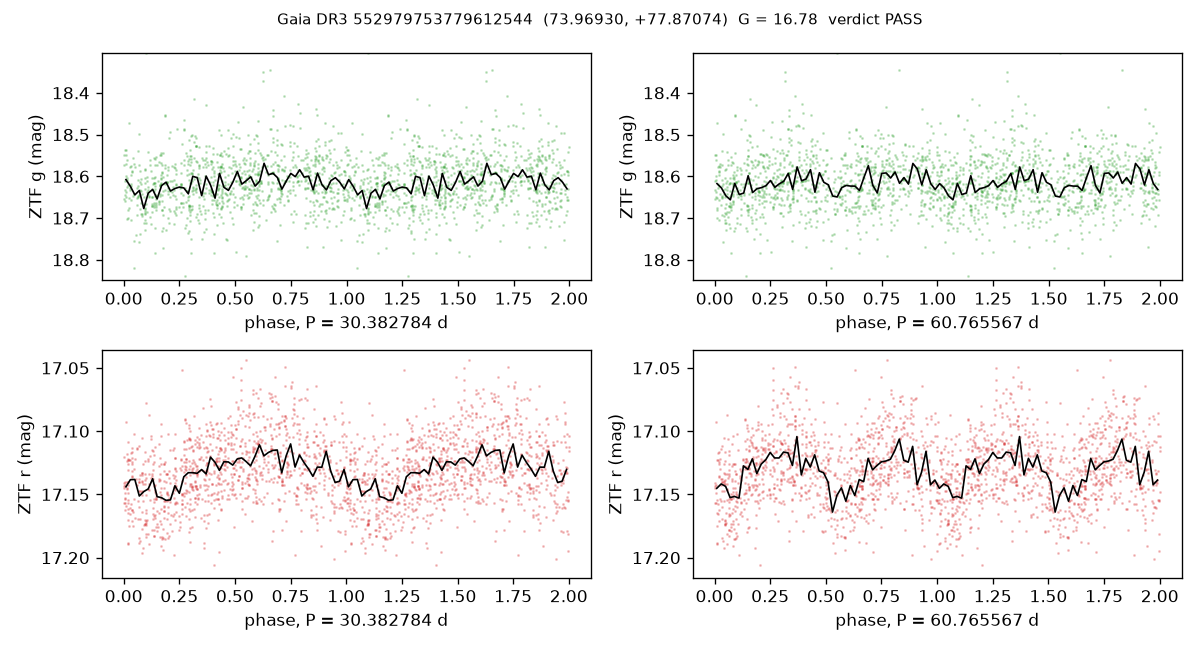 Gaia DR3 552979753779612544  (73.96930, +77.87074)  G = 16.78  verdict PASS
ZTF g (mag)
18.4
18.5
18.6
18.7
18.8
0.00 0.25 0.50 0.75 1.00 1.25 1.50 1.75 2.00
phase, P = 30.382784 d
ZTF g (mag)
18.4
18.5
18.6
18.7
18.8
0.00 0.25 0.50 0.75 1.00 1.25 1.50 1.75 2.00
phase, P = 60.765567 d
ZTF r (mag)
17.05
17.10
17.15
17.20
0.00 0.25 0.50 0.75 1.00 1.25 1.50 1.75 2.00
phase, P = 30.382784 d
ZTF r (mag)
17.05
17.10
17.15
17.20
0.00 0.25 0.50 0.75 1.00 1.25 1.50 1.75 2.00
phase, P = 60.765567 d